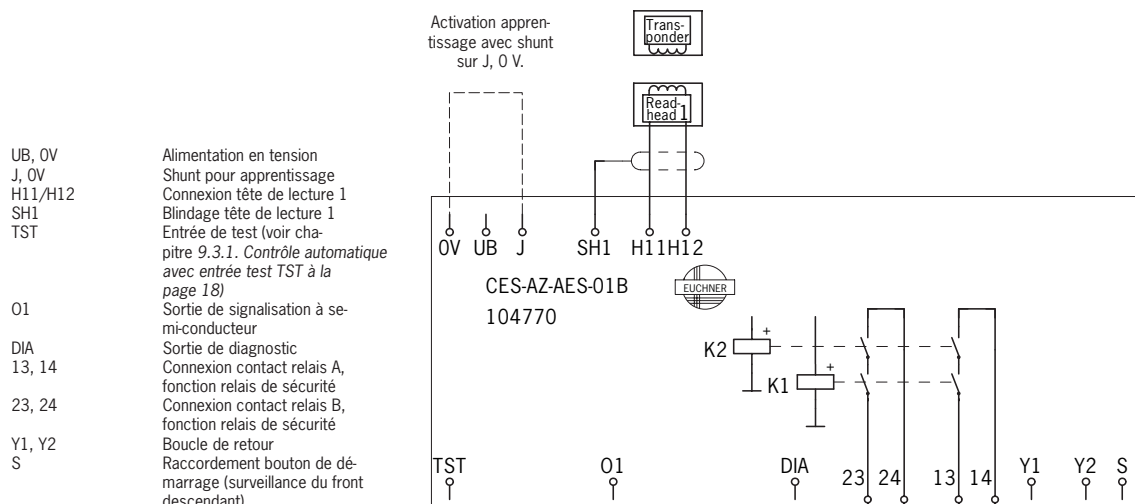 Activation appren-
tissage avec shunt
sur J, 0 V.
Trans-
ponder
Read-
head 1
UB, 0V Alimentation en tension
J, 0V Shunt pour apprentissage
H11/H12 Connexion tête de lecture 1
SH1 Blindage tête de lecture 1
TST Entrée de test (voir cha-
pitre 9.3.1. Contrôle automatique
avec entrée test TST à la
page 18)
O1 Sortie de signalisation à se-
mi-conducteur
DIA Sortie de diagnostic
13, 14 Connexion contact relais A,
fonction relais de sécurité
23, 24 Connexion contact relais B,
fonction relais de sécurité
Y1, Y2 Boucle de retour
S Raccordement bouton de dé-
marrage (surveillance du front
descendant)
0V UB J SH1 H11 H12
CES-AZ-AES-01B
104770
EUCHNER
K2 +
K1 +
TST O1 DIA 23 24 13 14 Y1 Y2 S